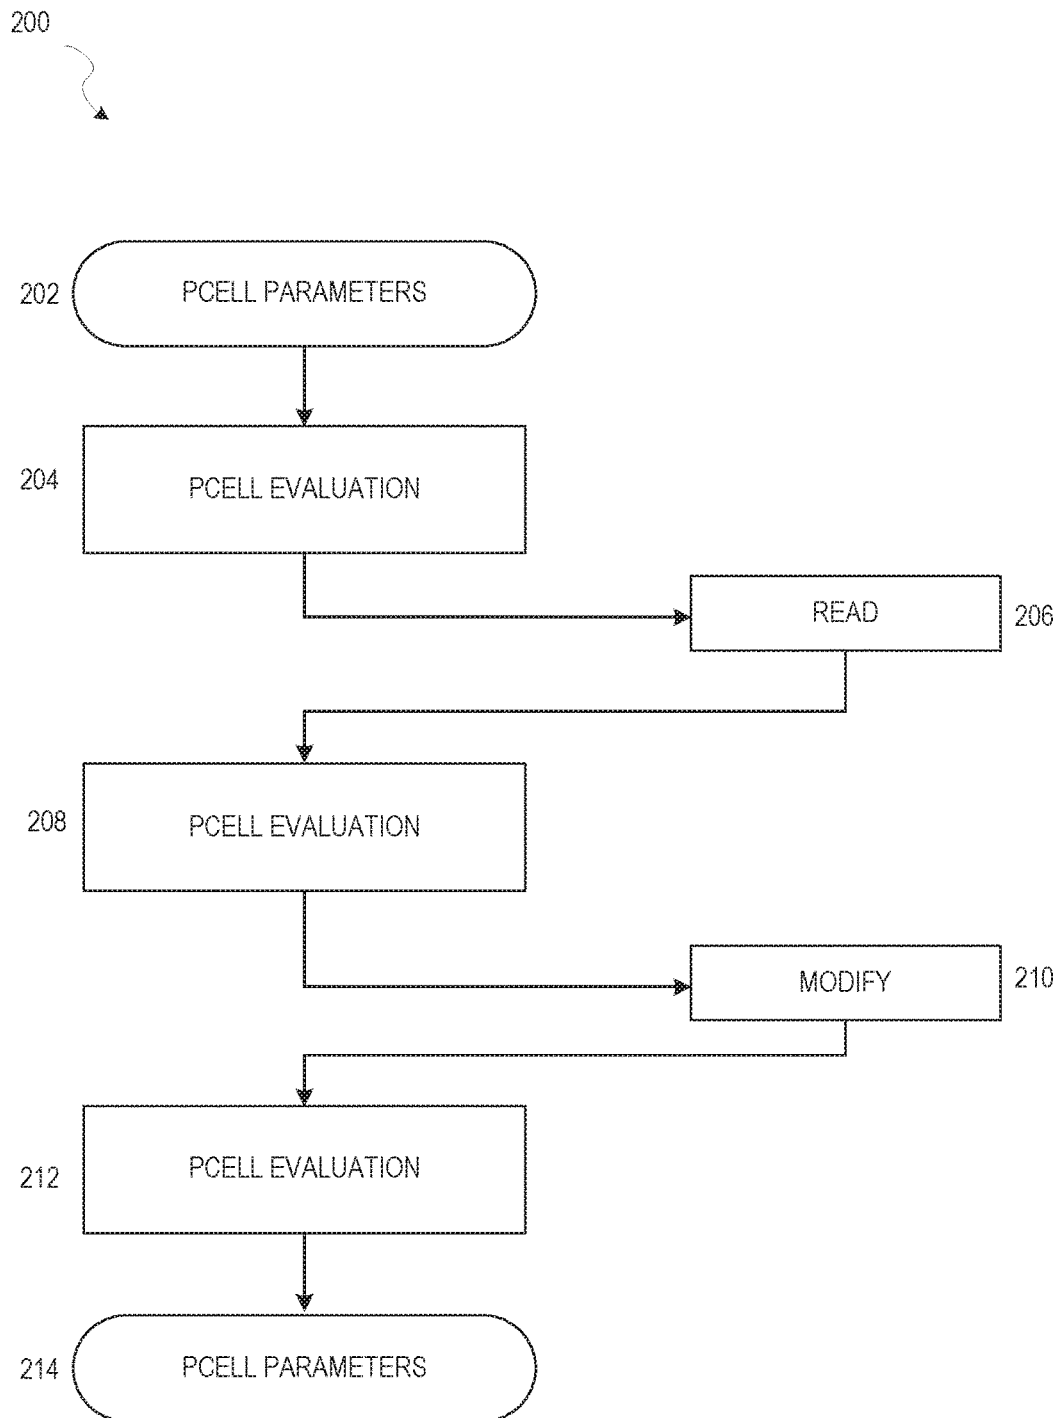 200
202 PCELL PARAMETERS
204 PCELL EVALUATION
READ 206
208 PCELL EVALUATION
MODIFY 210
212 PCELL EVALUATION
214 PCELL PARAMETERS